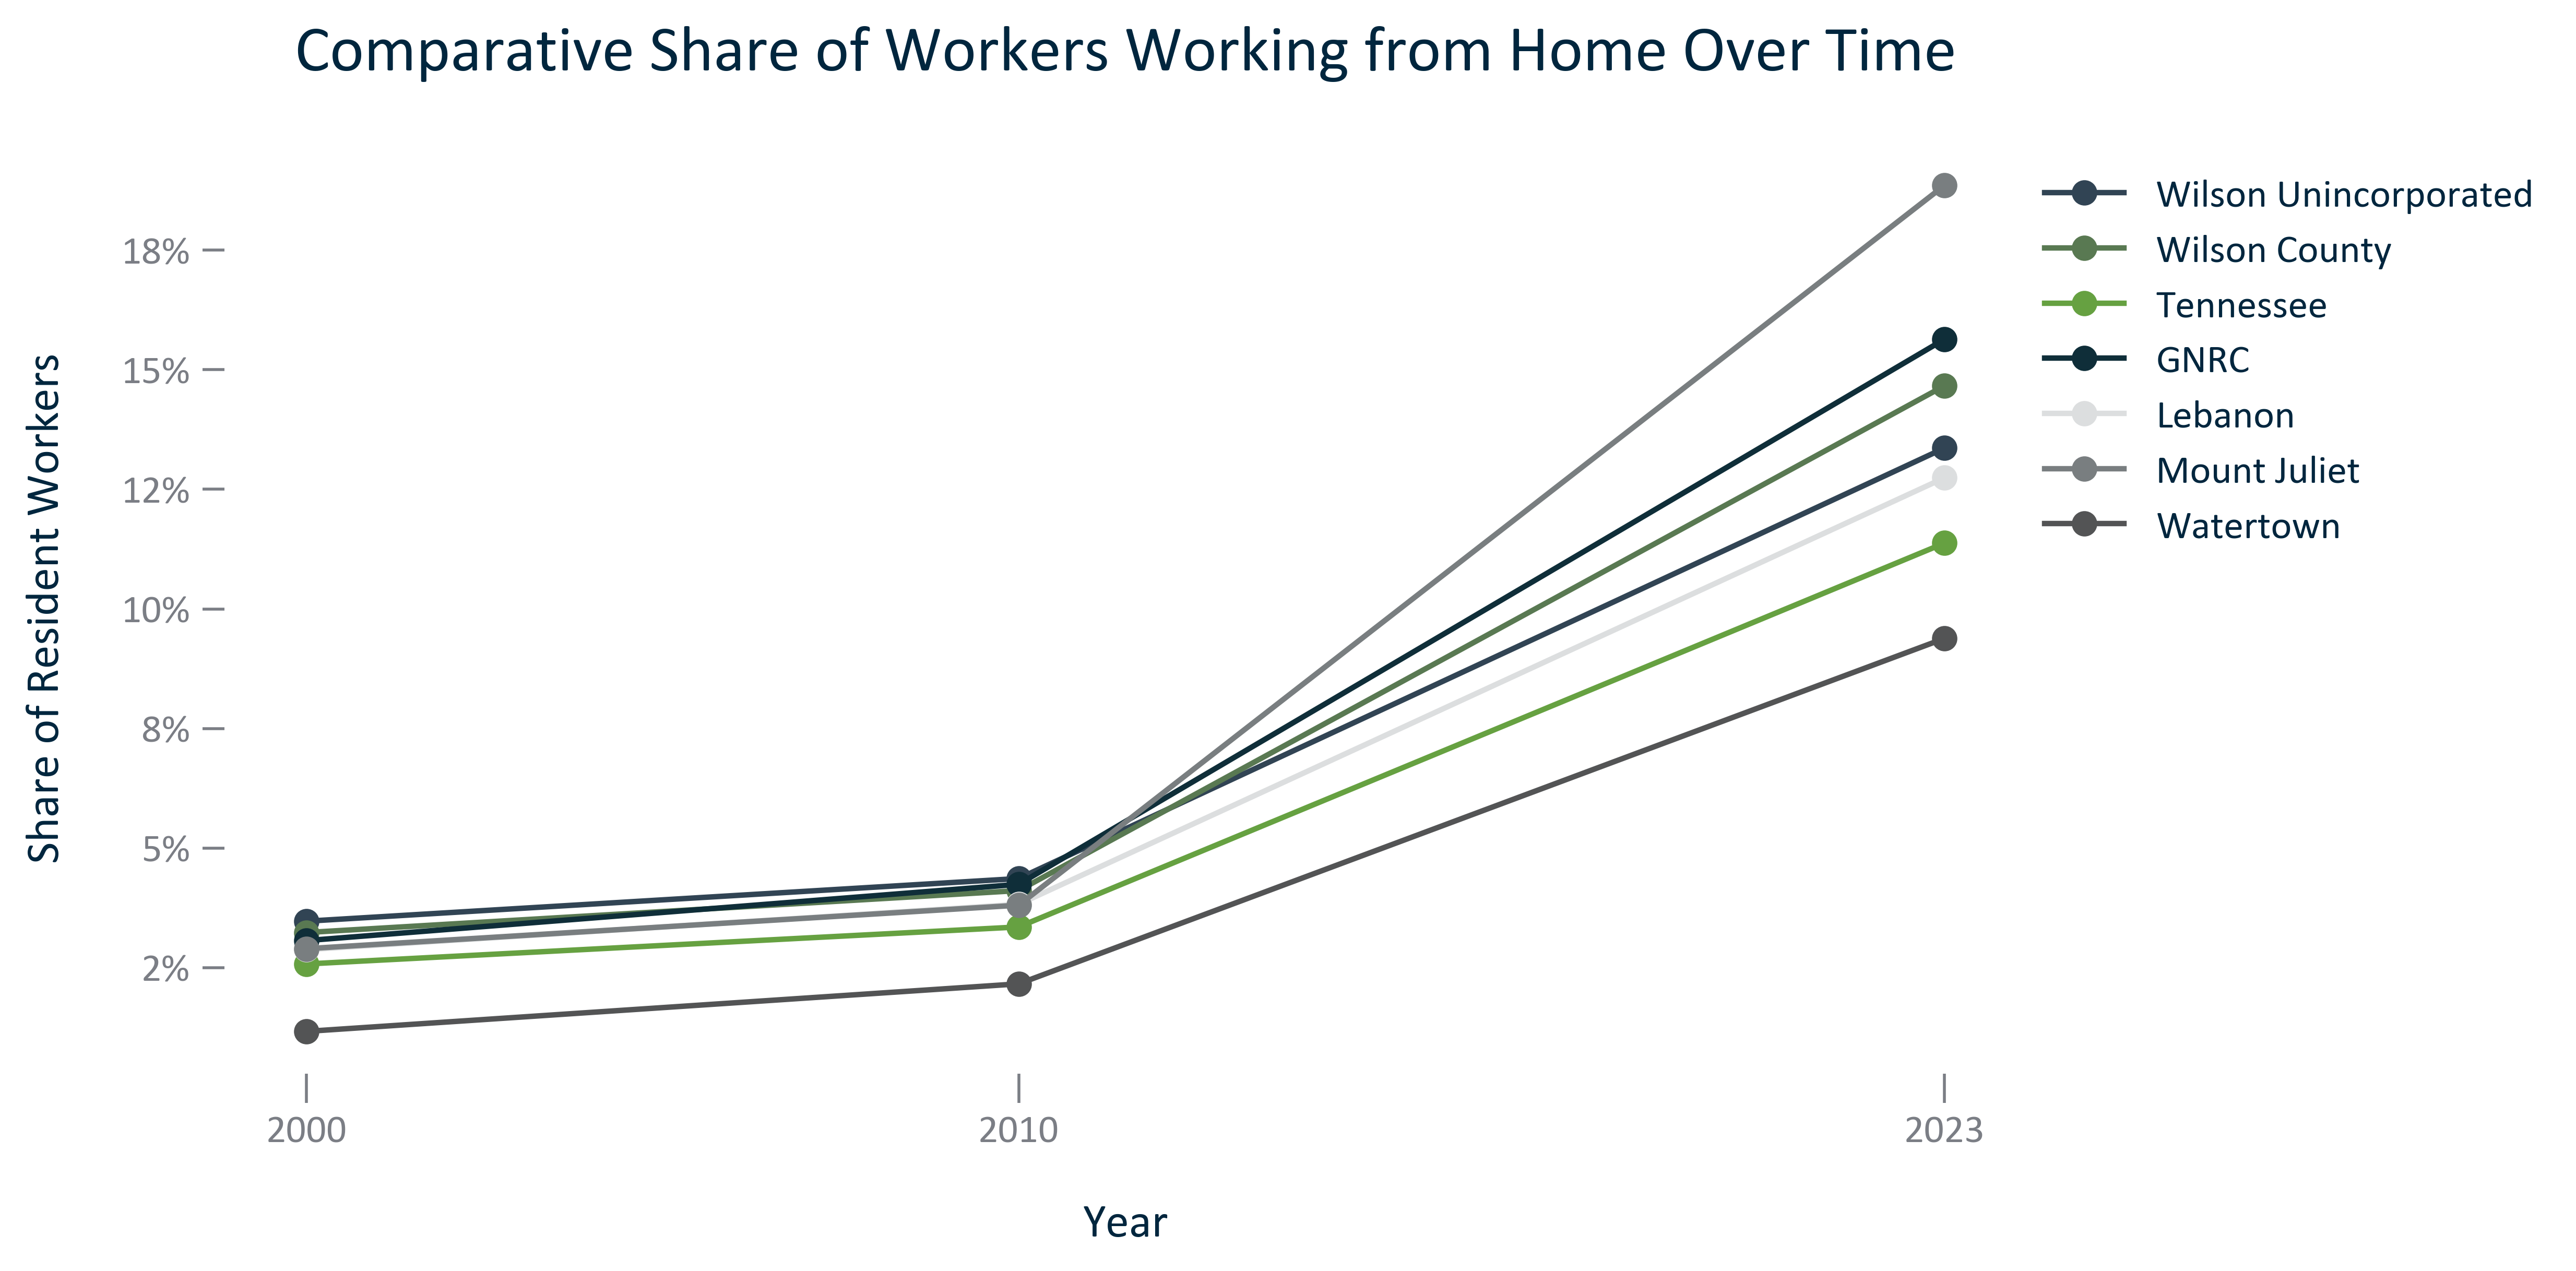 Comparative Share of Workers Working from Home Over Time
Share of Resident Workers
18%
15%
12%
10%
8%
5%
2%
2000
2010
2023
Year
Wilson Unincorporated
Wilson County
Tennessee
GNRC
Lebanon
Mount Juliet
Watertown